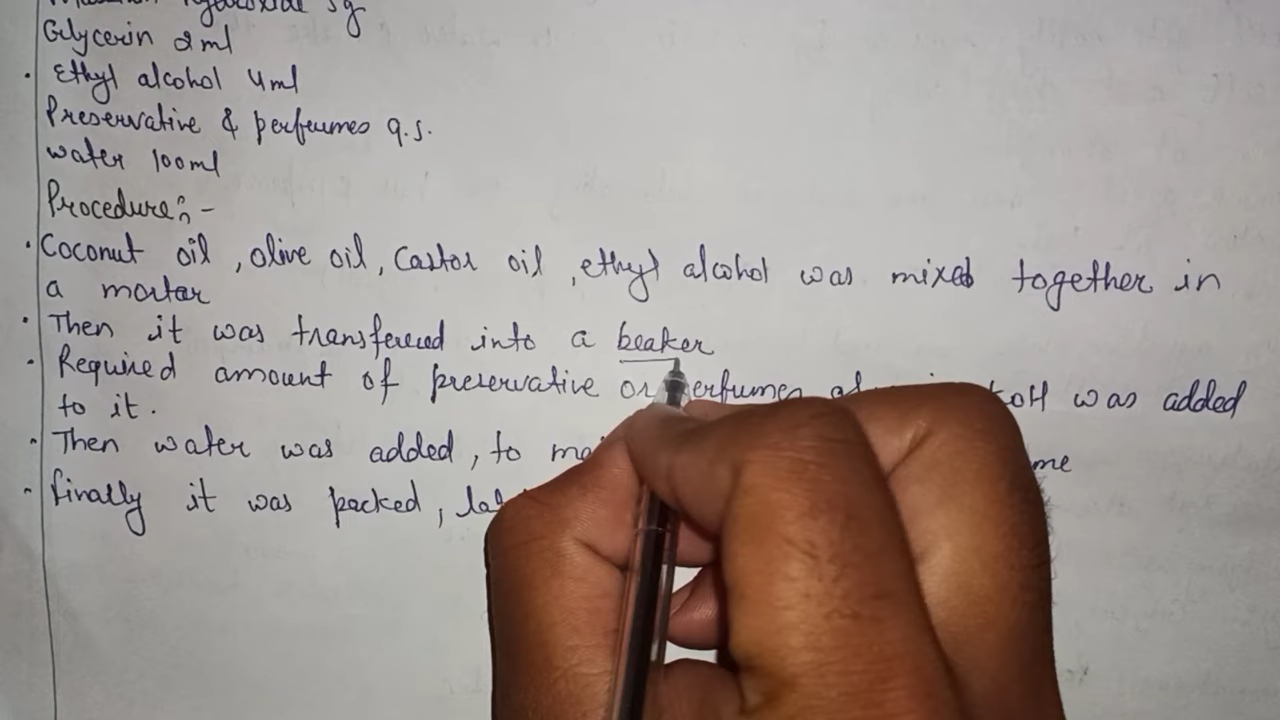 Glycerin 2ml
• Ethyl alcohol 4ml
Preservative & perfeumes q.s.
water 100ml
Procedure:-
• Coconut oil, olive oil, Castor oil, ethyl alcohol was mixed together in
a mortar
• Then it was transfered into a beaker
• Required amount of preservative or KOH was added
to it.
• Then water was added, to
• finally it was packed,